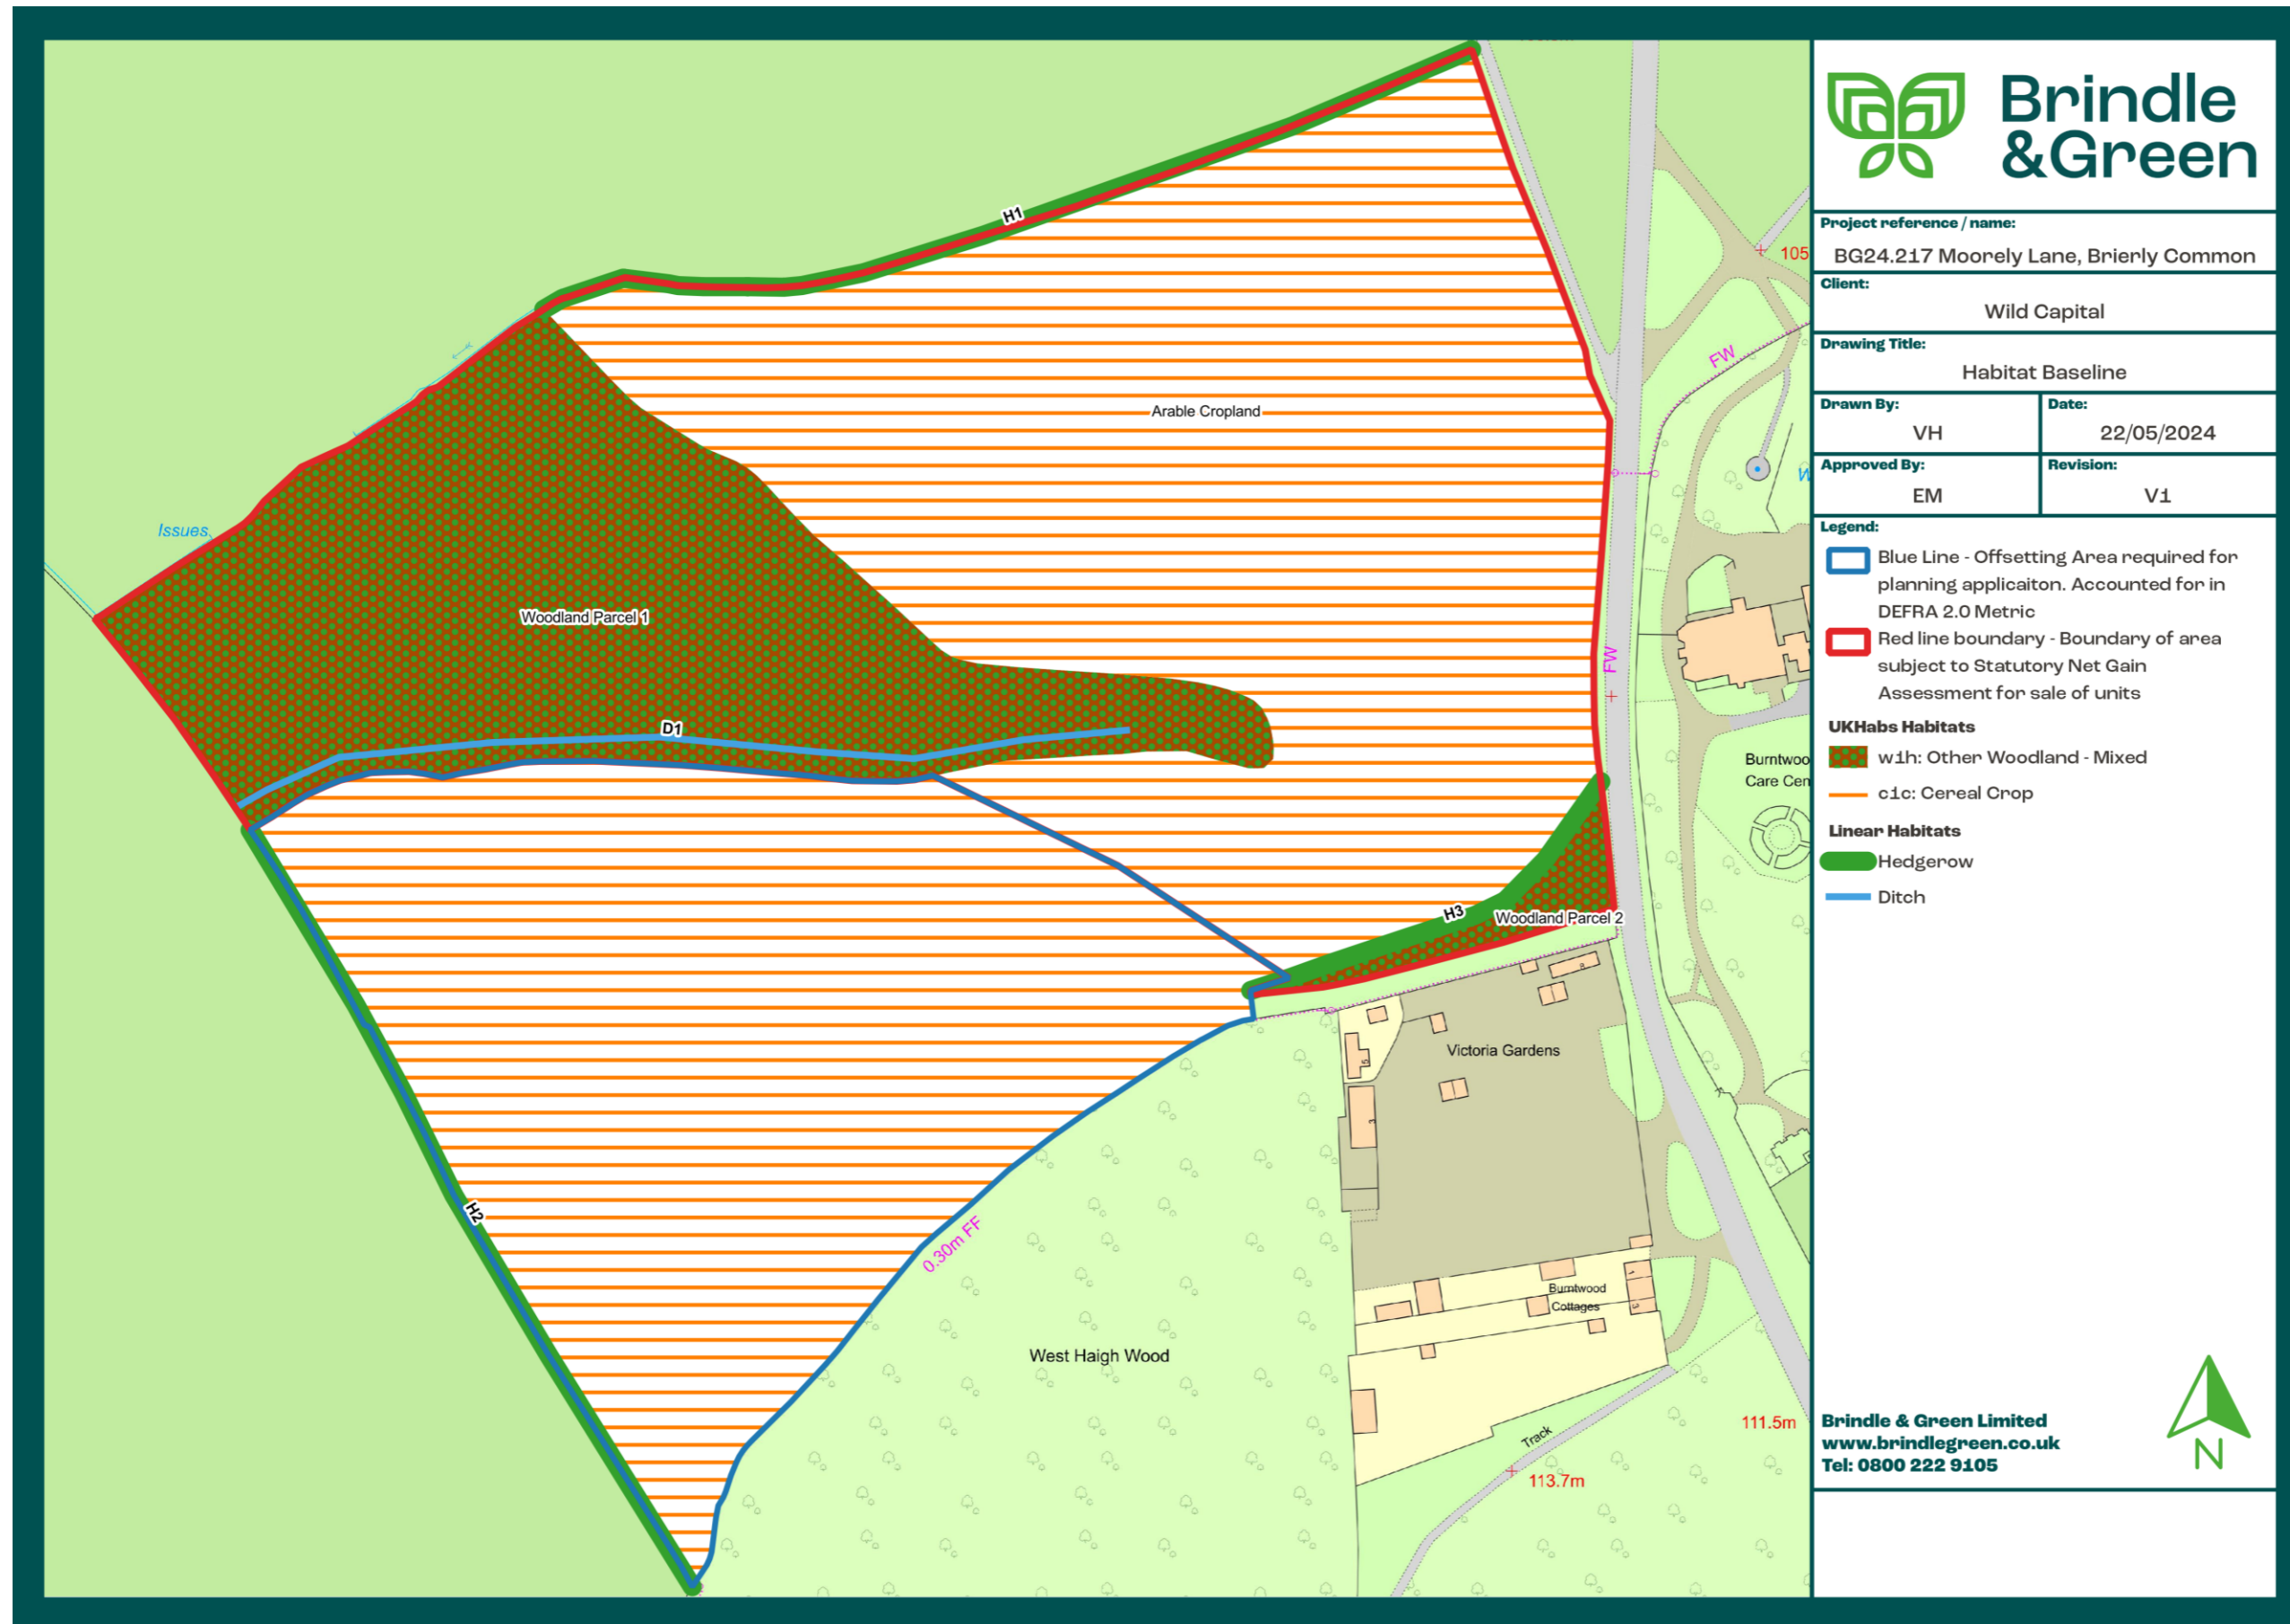 H1
Arable Cropland
Issues
Woodland Parcel 1
D1
FW
FW
105
Woodland Parcel 2
H3
H2
0.30m FF
West Haigh Wood
Victoria Gardens
5
3
Burntwood
Cottages
1
3
Track
113.7m
111.5m
Brindle
&Green
Project reference / name:
BG24.217 Moorely Lane, Brierly Common
Client:
Wild Capital
Drawing Title:
Habitat Baseline
Drawn By:
VH
Date:
22/05/2024
Approved By:
EM
Revision:
V1
Legend:
Blue Line - Offsetting Area required for
planning applicaiton. Accounted for in
DEFRA 2.0 Metric
Red line boundary - Boundary of area
subject to Statutory Net Gain
Assessment for sale of units
UKHabs Habitats
w1h: Other Woodland - Mixed
c1c: Cereal Crop
Linear Habitats
Hedgerow
Ditch
Brindle & Green Limited
www.brindlegreen.co.uk
Tel: 0800 222 9105
N